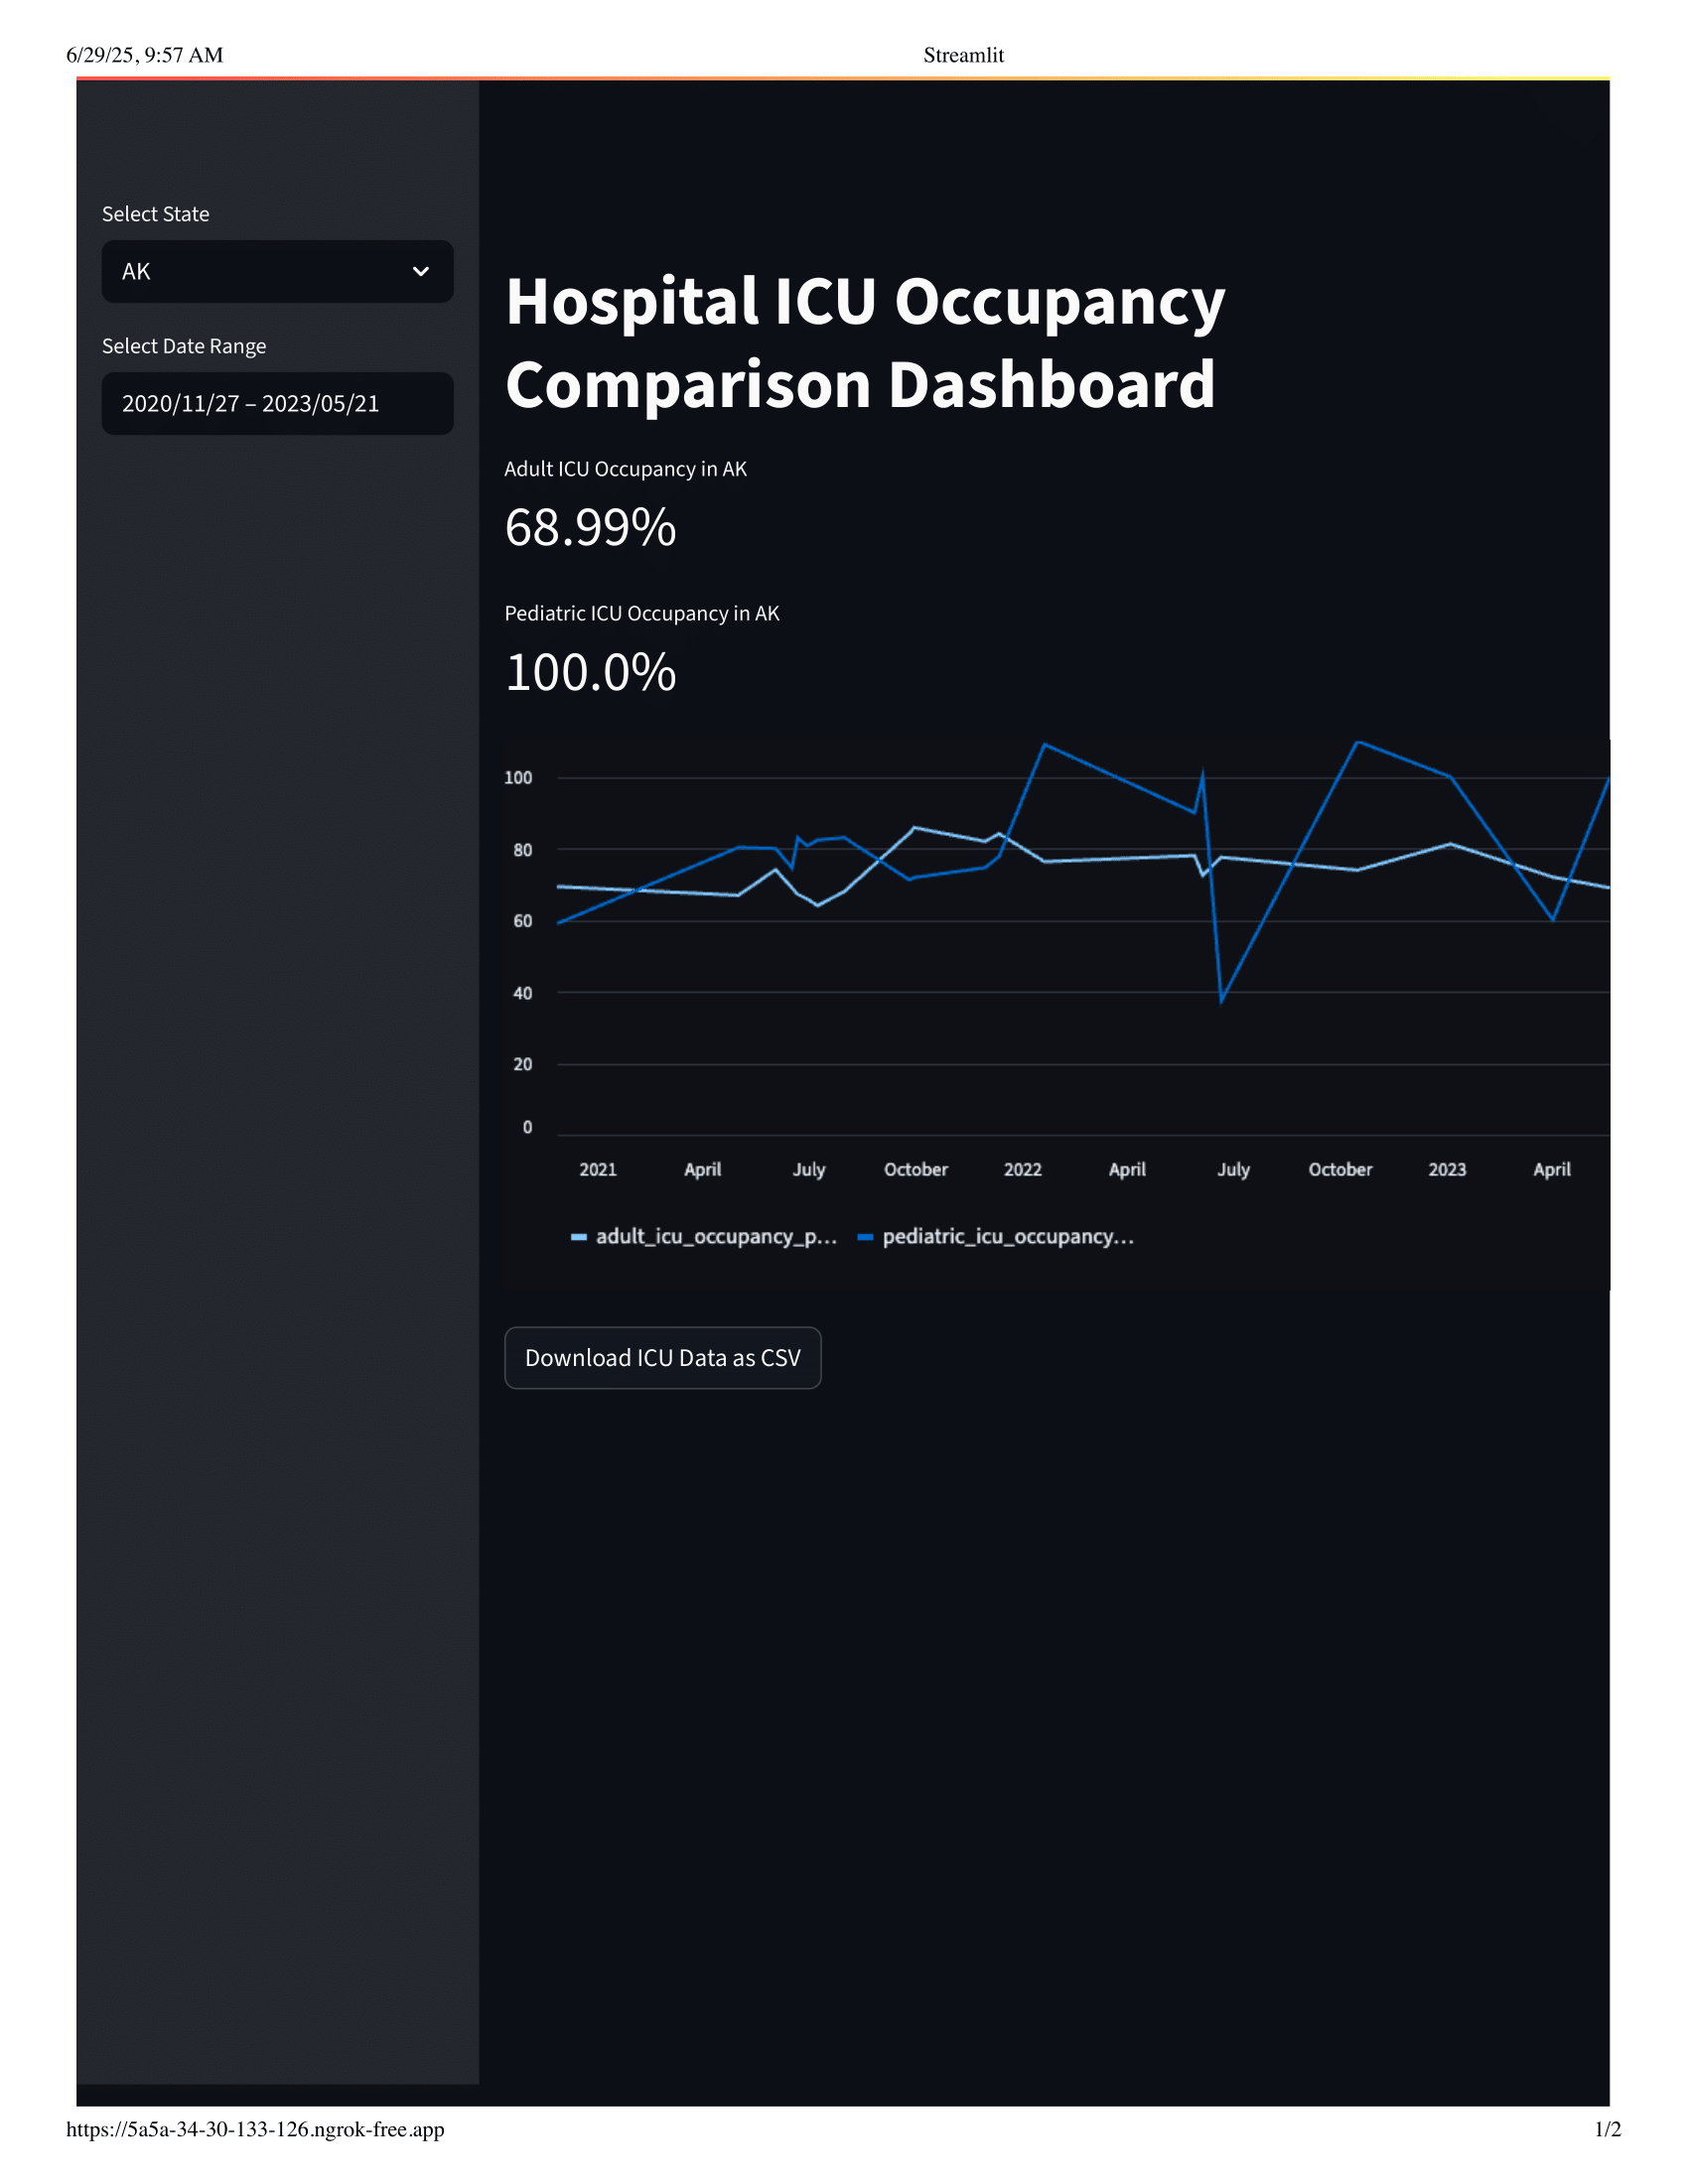 6/29/25, 9:57 AM
Streamlit
Select State
AK
Select Date Range
2020/11/27 – 2023/05/21
Hospital ICU Occupancy
Comparison Dashboard
Adult ICU Occupancy in AK
68.99%
Pediatric ICU Occupancy in AK
100.0%
100
80
60
40
20
0
2021 April July October 2022 April July October 2023 April
adult_icu_occupancy_p... pediatric_icu_occupancy...
Download ICU Data as CSV
https://5a5a-34-30-133-126.ngrok-free.app
1/2